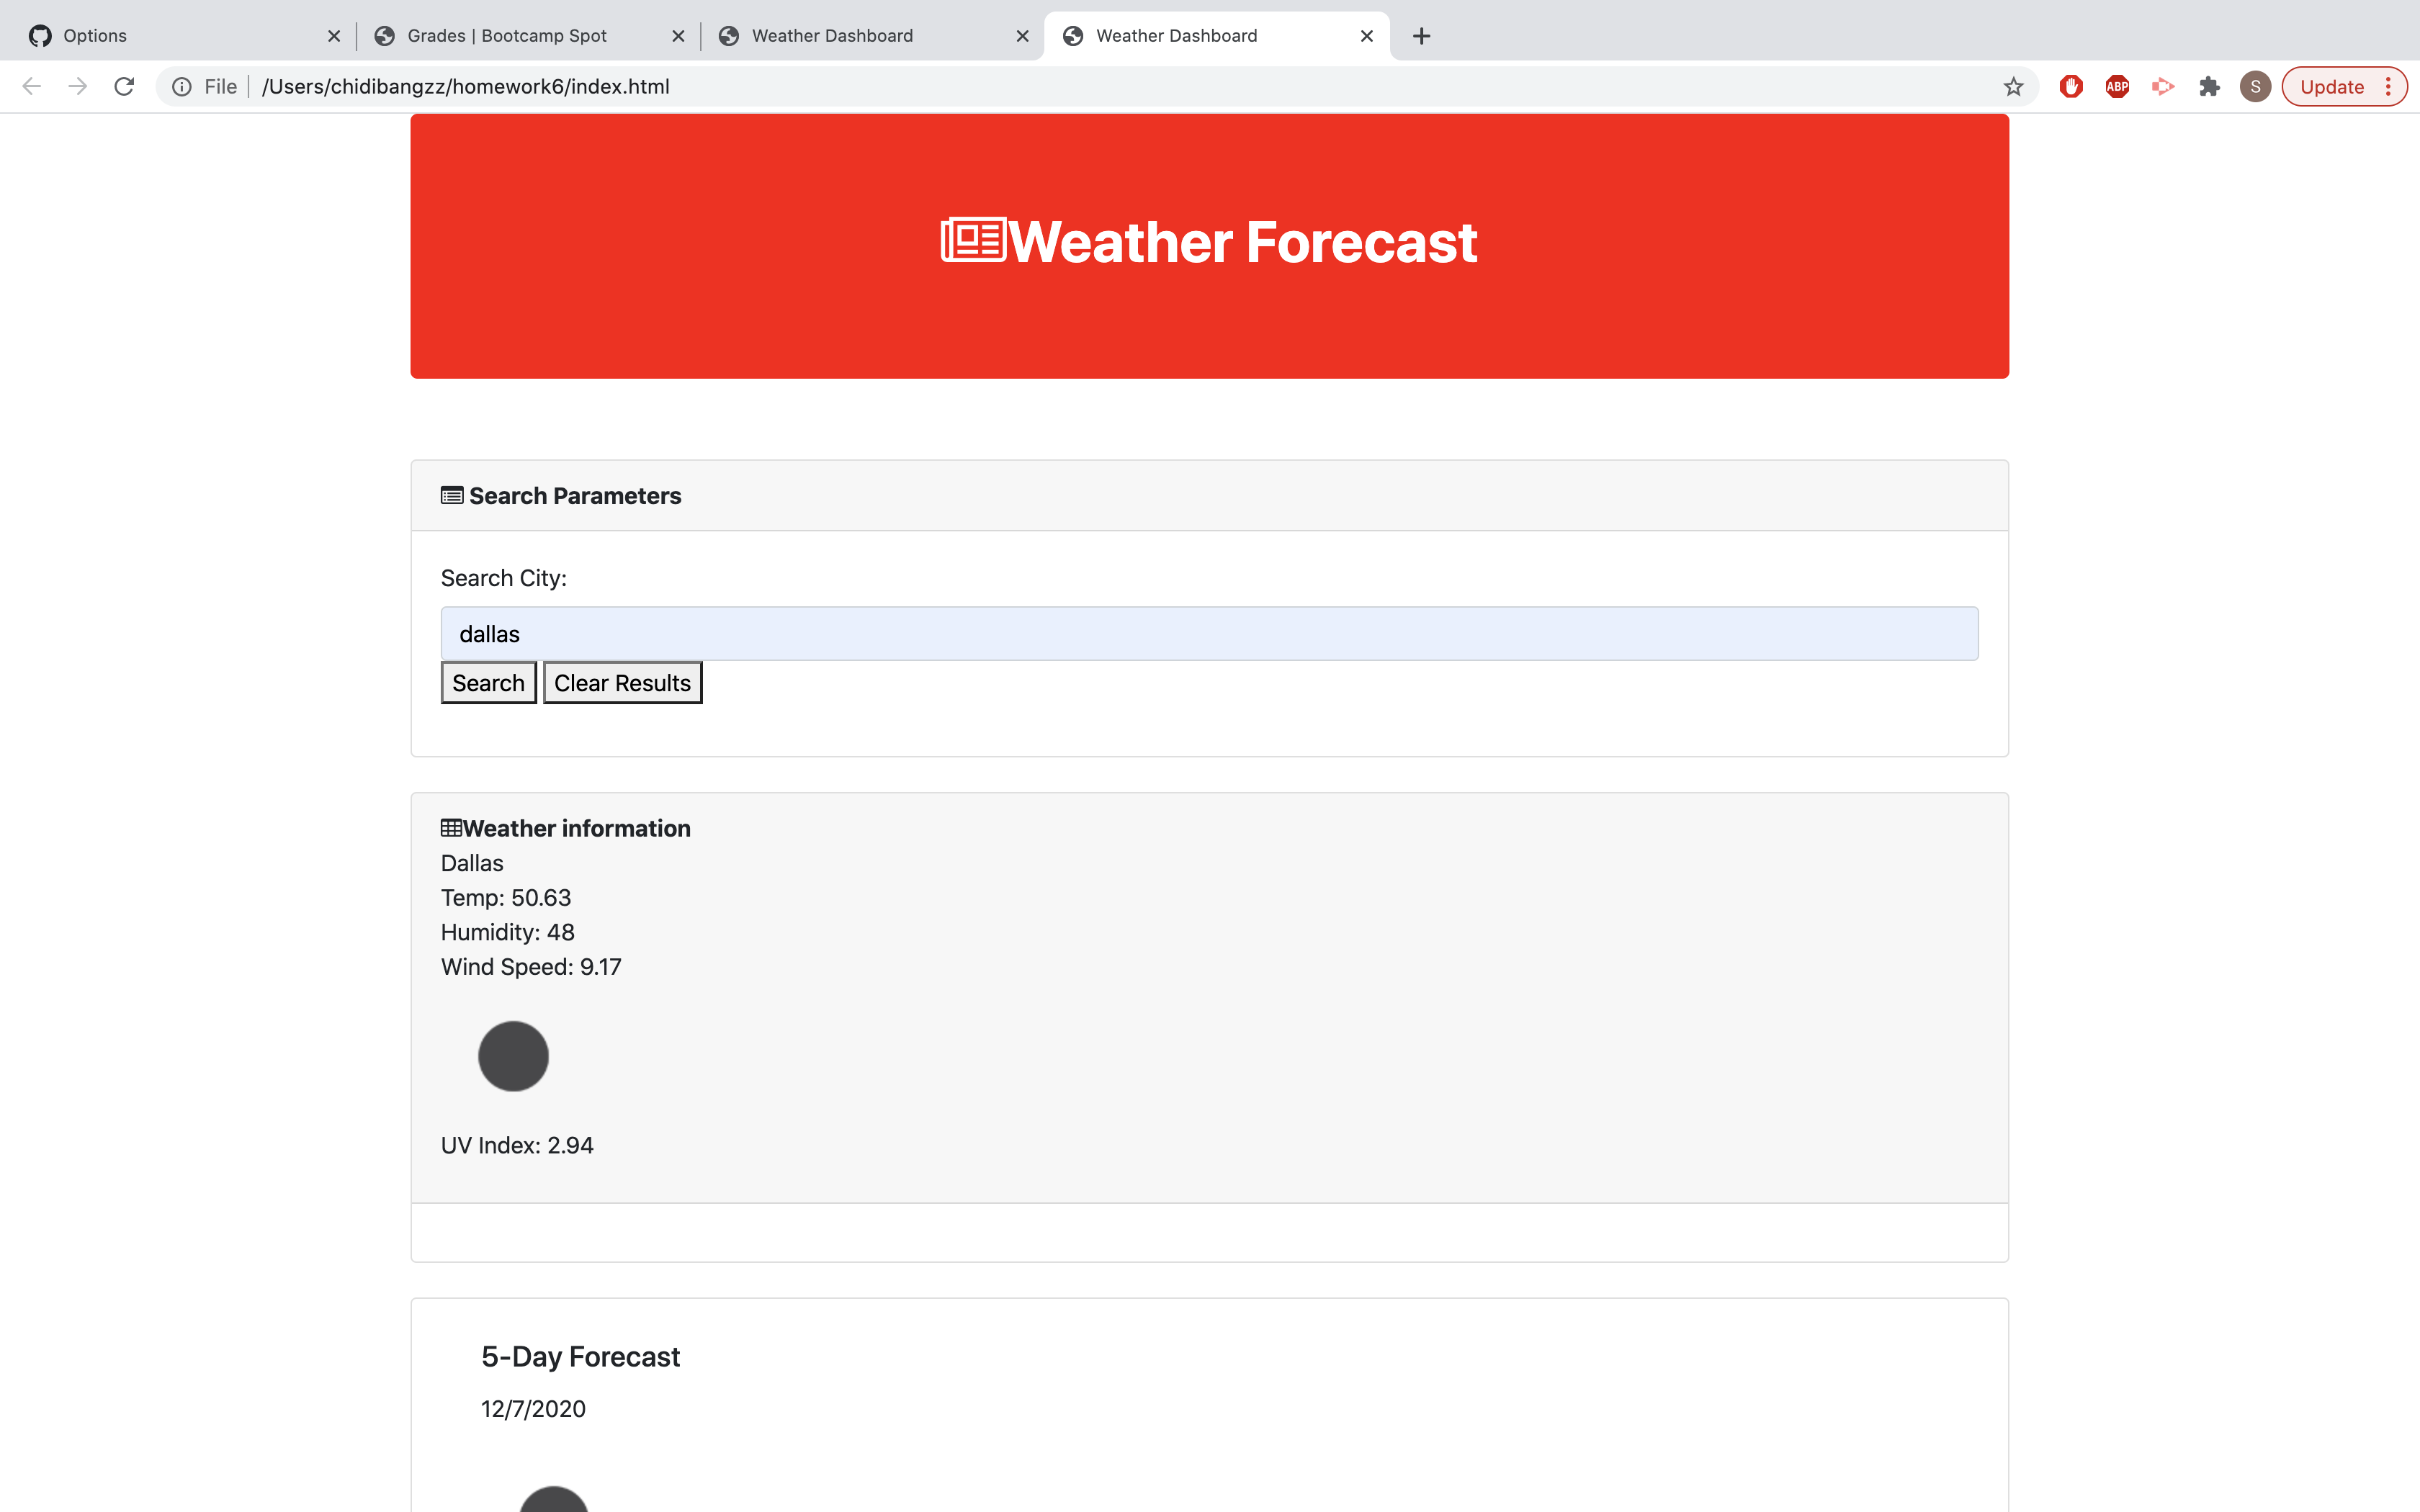 Options
Grades | Bootcamp Spot
Weather Dashboard
Weather Dashboard
File
/Users/chidibangzz/homework6/index.html
ABP
S
Update
Weather Forecast
Search Parameters
Search City:
dallas
Search
Clear Results
Weather information
Dallas
Temp: 50.63
Humidity: 48
Wind Speed: 9.17
UV Index: 2.94
5-Day Forecast
12/7/2020